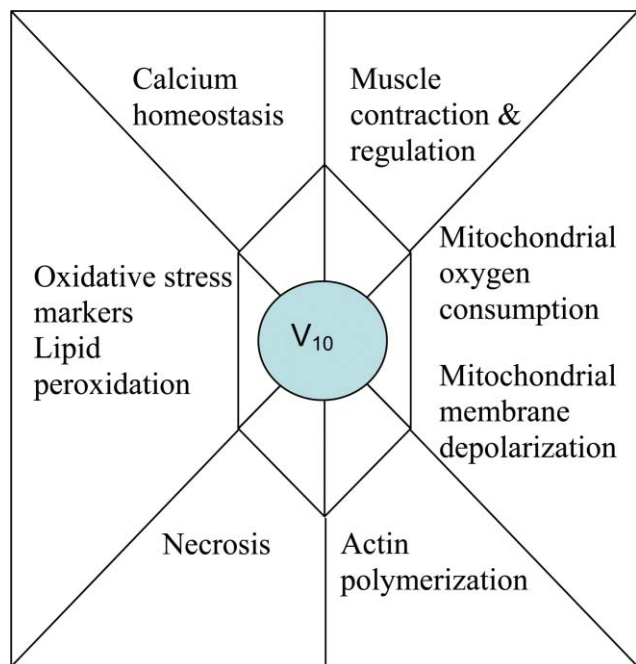 Calcium
homeostasis
Muscle
contraction &
regulation
Oxidative stress
markers
Lipid
peroxidation
V₁₀
Mitochondrial
oxygen
consumption
Mitochondrial
membrane
depolarization
Necrosis
Actin
polymerization